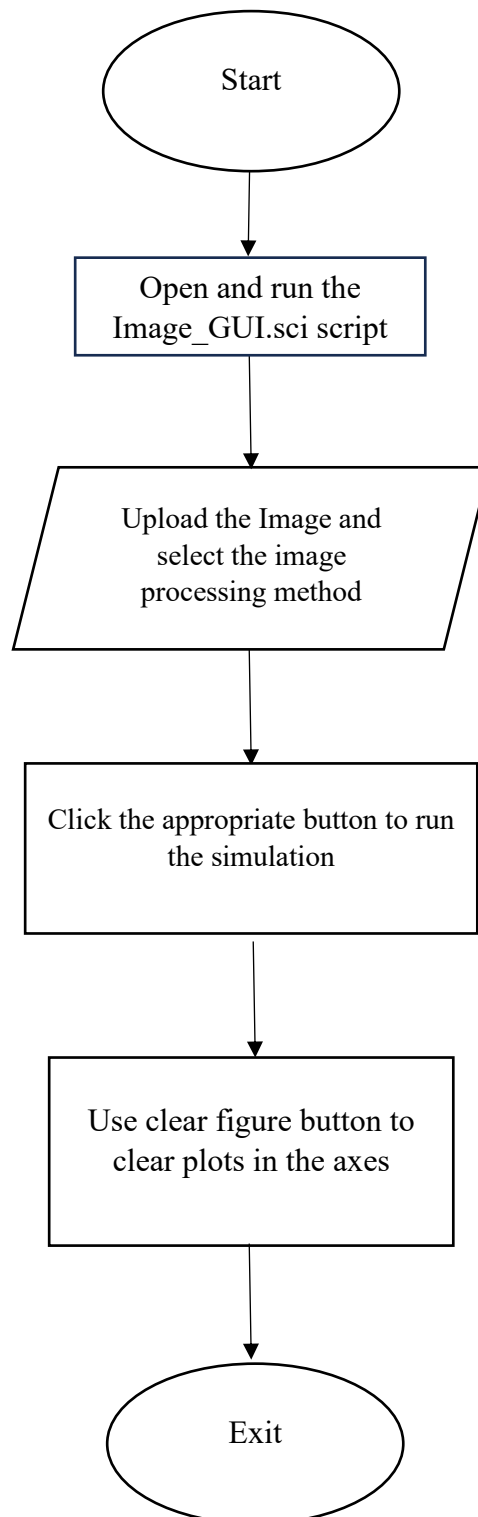 Start
Open and run the
Image_GUI.sci script
Upload the Image and
select the image
processing method
Click the appropriate button to run
the simulation
Use clear figure button to
clear plots in the axes
Exit